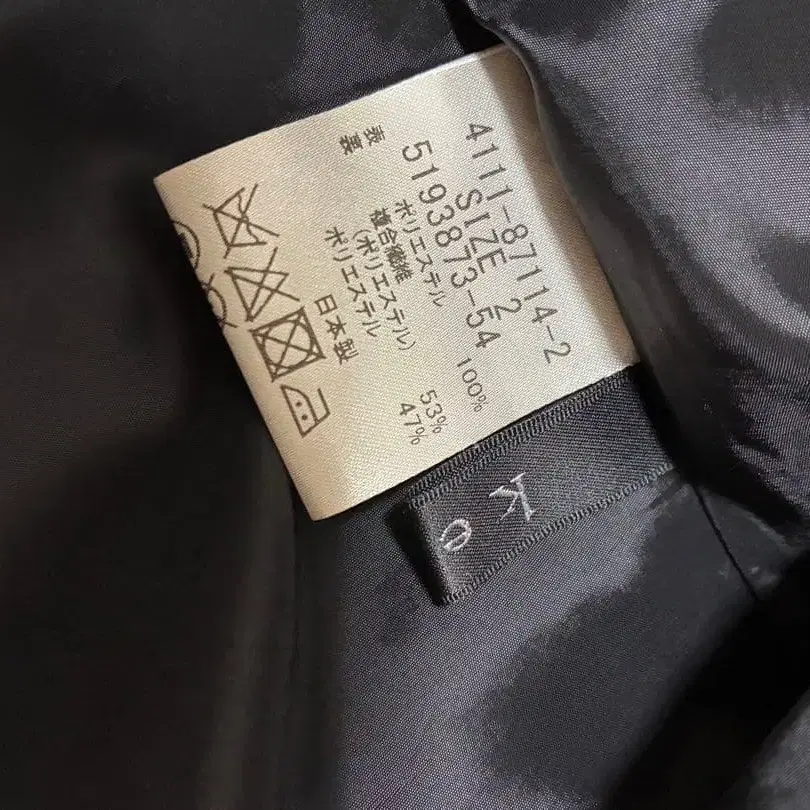 4111-87114-2
SIZE 2
5193873-54
表 ポリエステル 100%
裏 複合繊維
(ポリエステル) 53%
ポリエステル 47%
日本製
Ke